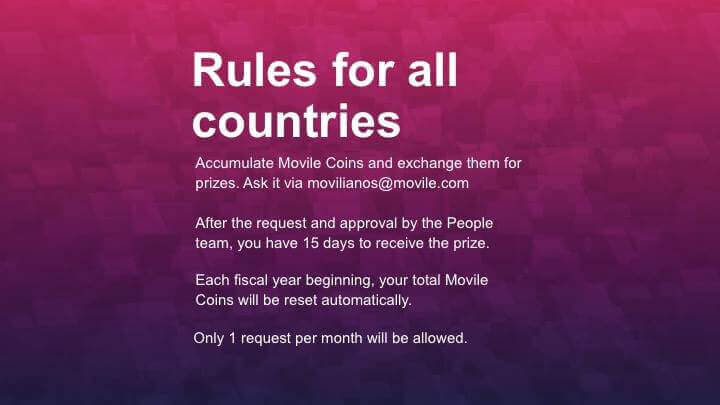 Rules for all
countries
Accumulate Movile Coins and exchange them for
prizes. Ask it via movilianos@movile.com
After the request and approval by the People
team, you have 15 days to receive the prize.
Each fiscal year beginning, your total Movile
Coins will be reset automatically.
Only 1 request per month will be allowed.